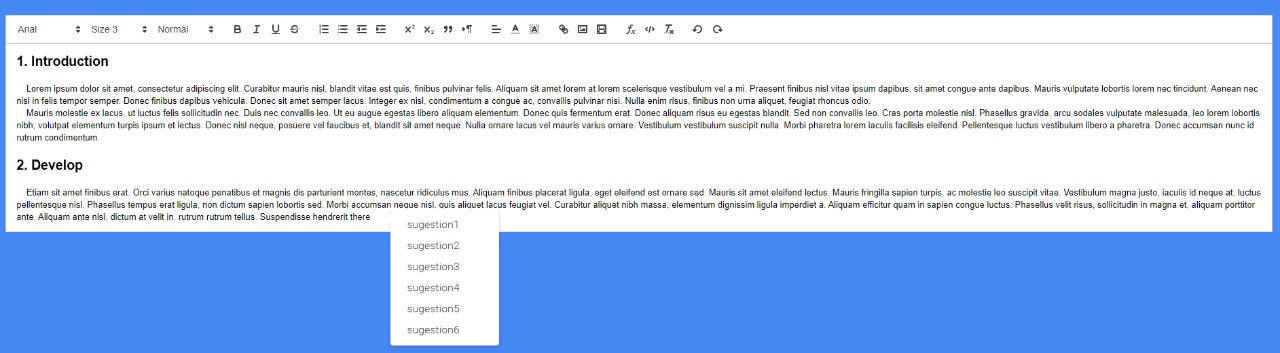 Arial Size 3 Normal B I U S
1. Introduction
Lorem ipsum dolor sit amet, consectetur adipiscing elit. Curabitur mauris nisl, blandit vitae est quis, finibus pulvinar felis. Aliquam sit amet lorem at lorem scelerisque vestibulum vel a mi. Praesent finibus nisl vitae ipsum dapibus, sit amet congue ante dapibus. Mauris vulputate lobortis lorem nec tincidunt. Aenean nec
nisl in felis tempor semper. Donec finibus dapibus vehicula. Donec sit amet semper lacus. Integer ex nisl, condimentum a congue ac, convallis pulvinar nisi. Nulla enim risus, finibus non urna aliquet, feugiat rhoncus odio.
Mauris molestie ex lacus, ut luctus felis sollicitudin nec. Duis nec convallis leo. Ut eu augue egestas libero aliquam elementum. Donec quis fermentum erat. Donec aliquam risus eu egestas blandit. Sed non convallis leo. Cras porta molestie nisl. Phasellus gravida, arcu sodales vulputate malesuada, leo lorem lobortis
nibh, volutpat elementum turpis ipsum et lectus. Donec nisl neque, posuere vel faucibus et, blandit sit amet neque. Nulla ornare lacus vel mauris varius ornare. Vestibulum vestibulum suscipit nulla. Morbi pharetra lorem iaculis facilisis eleifend. Pellentesque luctus vestibulum libero a pharetra. Donec accumsan nunc id
rutrum condimentum.
2. Develop
Etiam sit amet finibus erat. Orci varius natoque penatibus et magnis dis parturient montes, nascetur ridiculus mus. Aliquam finibus placerat ligula, eget eleifend est ornare sed. Mauris sit amet eleifend lectus. Mauris fringilla sapien turpis, ac molestie leo suscipit vitae. Vestibulum magna justo, iaculis id neque at, luctus
pellentesque nisl. Phasellus tempus erat ligula, non dictum sapien lobortis sed. Morbi accumsan neque nisl, quis aliquet lacus feugiat vel. Curabitur aliquet nibh massa, elementum dignissim ligula imperdiet a. Aliquam efficitur quam in sapien congue luctus. Phasellus velit risus, sollicitudin in magna et, aliquam porttitor
ante. Aliquam ante nisi, dictum at velit in, rutrum rutrum tellus. Suspendisse hendrerit there
sugestion1
sugestion2
sugestion3
sugestion4
sugestion5
sugestion6